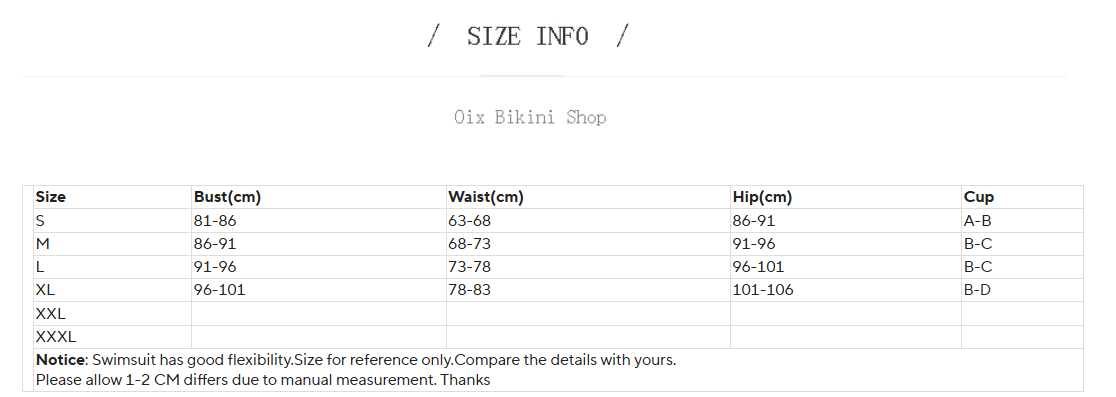 / SIZE INFO /
Oix Bikini Shop
Size Bust(cm) Waist(cm) Hip(cm) Cup
S 81-86 63-68 86-91 A-B
M 86-91 68-73 91-96 B-C
L 91-96 73-78 96-101 B-C
XL 96-101 78-83 101-106 B-D
XXL
XXXL
Notice: Swimsuit has good flexibility.Size for reference only.Compare the details with yours.
Please allow 1-2 CM differs due to manual measurement. Thanks